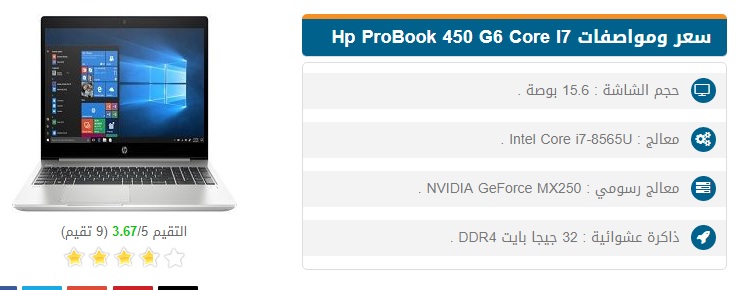 سعر ومواصفات Hp ProBook 450 G6 Core I7
حجم الشاشة : 15.6 بوصة .
معالج : Intel Core i7-8565U .
معالج رسومي : NVIDIA GeForce MX250 .
ذاكرة عشوائية : 32 جيجا بايت DDR4 .
التقيم 3.67/5 (9 تقيم)